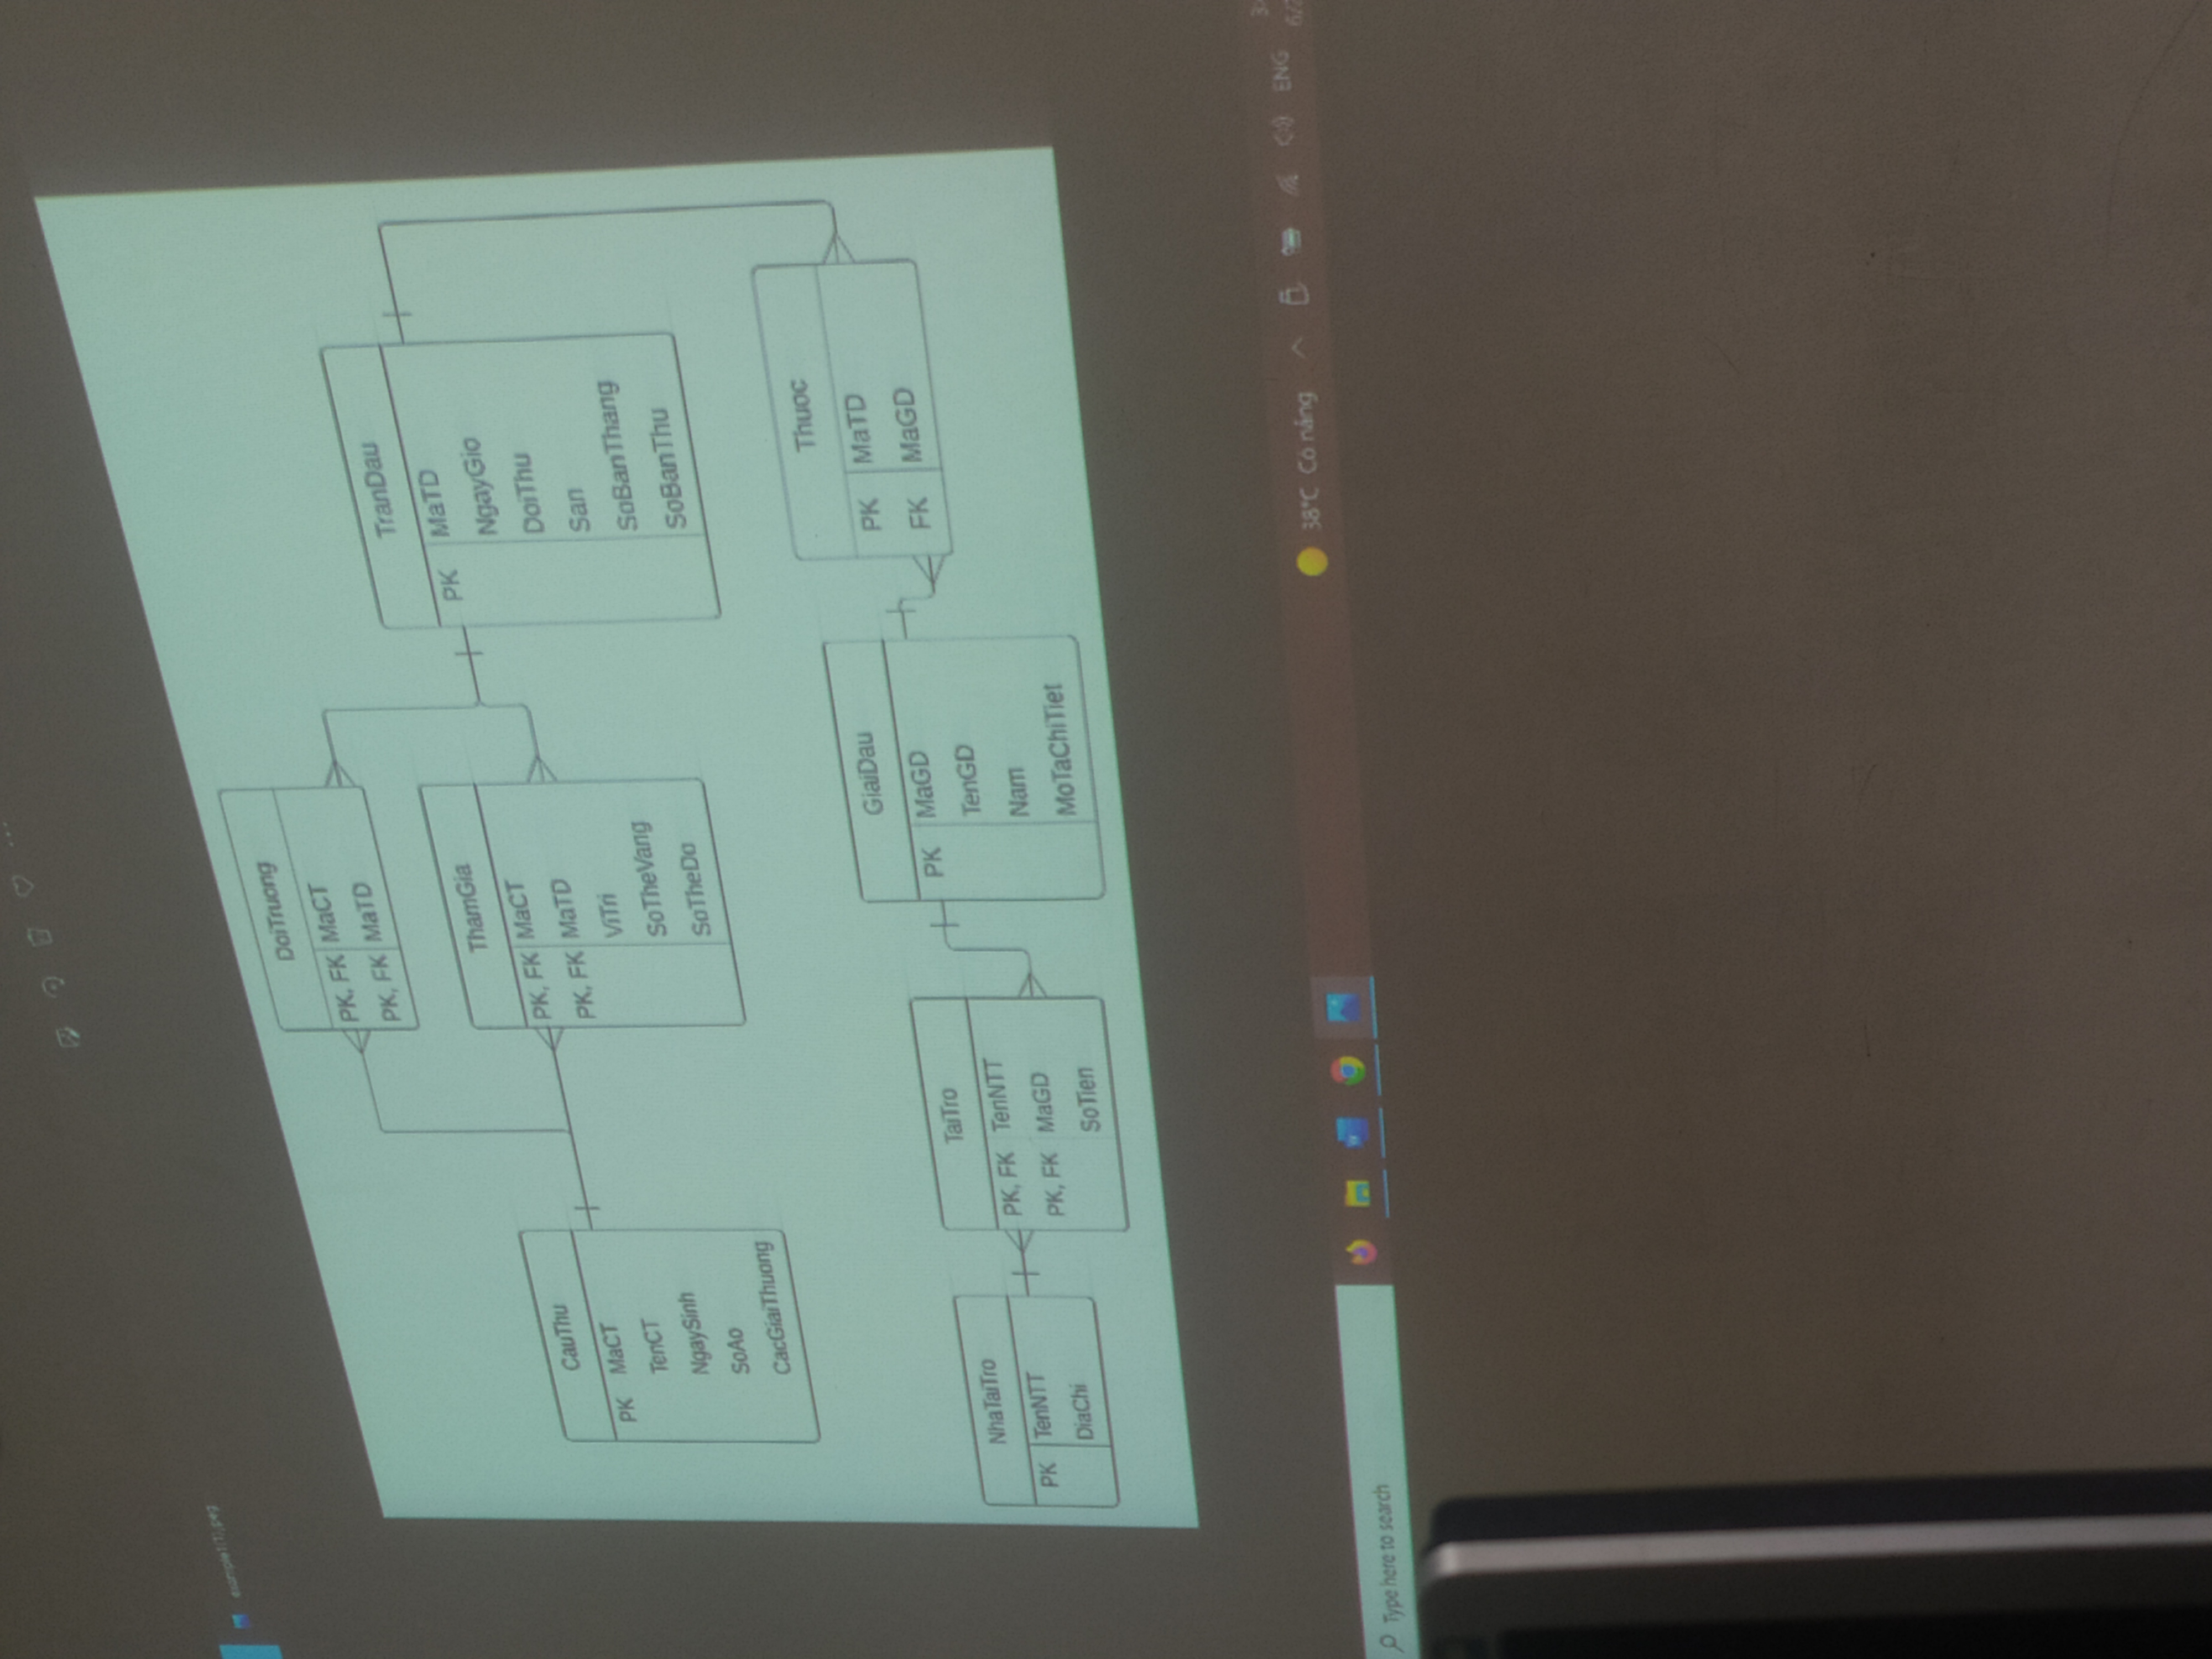 example1(1).jpeg
DoiTruong
PK, FK MaCT
PK, FK MaTD
ThamGia
PK, FK MaCT
PK, FK MaTD
ViTri
SoTheVang
SoTheDo
TranDau
PK MaTD
NgayGio
DoiThu
San
SoBanThang
SoBanThu
CauThu
PK MaCT
TenCT
NgaySinh
SoAo
CacGiaiThuong
Thuoc
PK MaTD
FK MaGD
GiaiDau
PK MaGD
TenGD
Nam
MoTaChiTiet
TaiTro
PK, FK TenNTT
PK, FK MaGD
SoTien
NhaTaiTro
PK TenNTT
DiaChi
Type here to search
38°C Có nắng
ENG